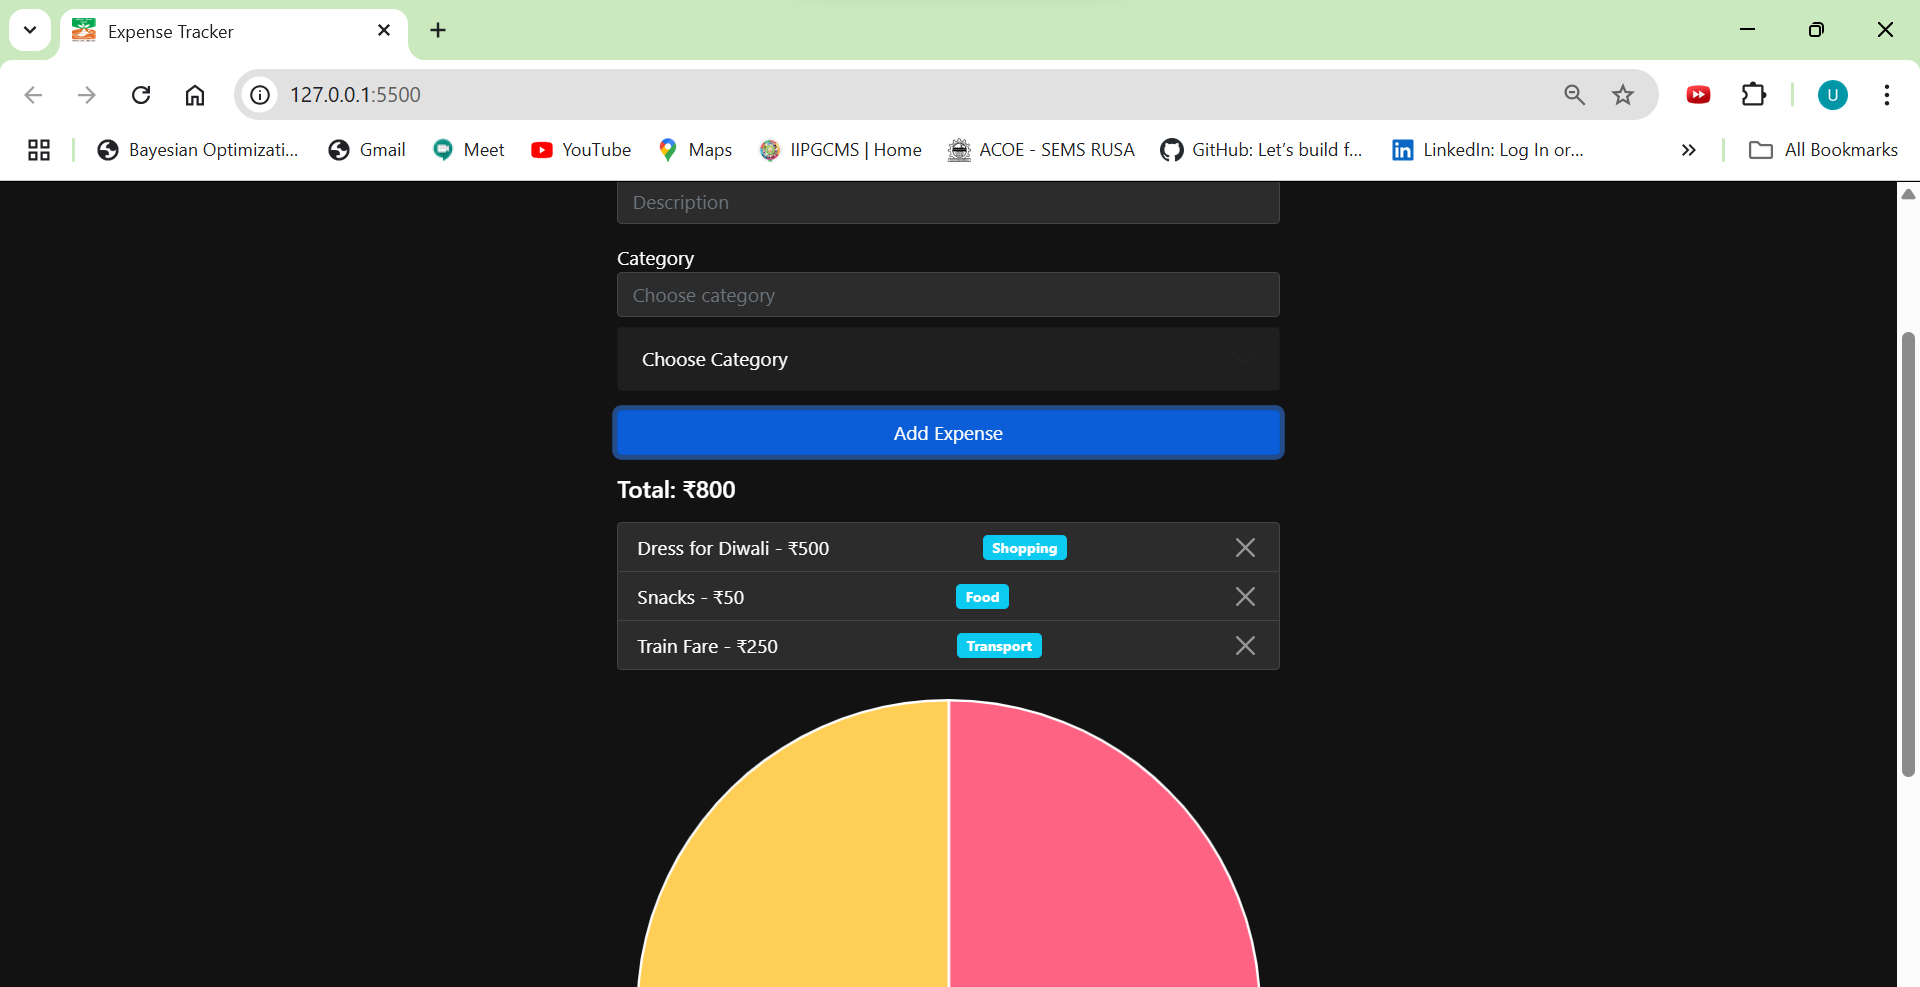 Expense Tracker
127.0.0.1:5500
U
Bayesian Optimizati...
Gmail
Meet
YouTube
Maps
IIPGCMS | Home
ACOE - SEMS RUSA
GitHub: Let's build f...
LinkedIn: Log In or...
All Bookmarks
Description
Category
Choose category
Choose Category
Add Expense
Total: ₹800
Dress for Diwali - ₹500 Shopping
Snacks - ₹50 Food
Train Fare - ₹250 Transport